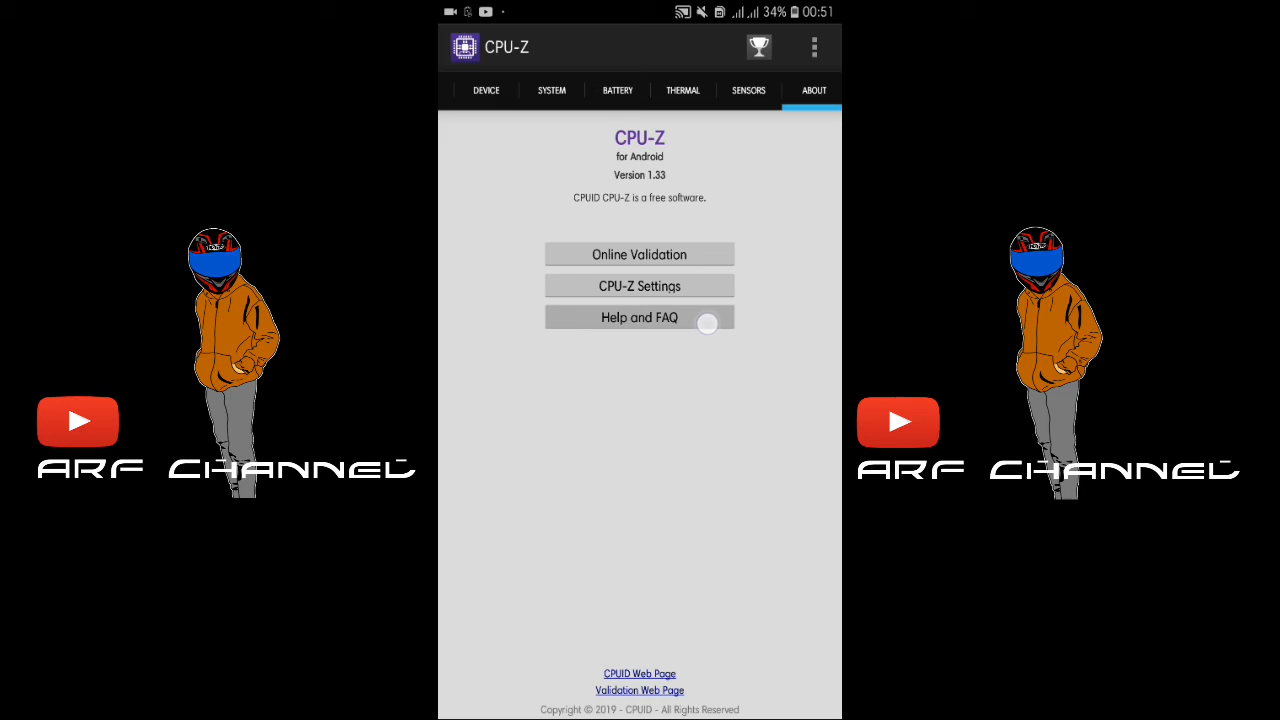 34% 00:51
CPU-Z
DEVICE SYSTEM BATTERY THERMAL SENSORS ABOUT
CPU-Z
for Android
Version 1.33
CPUID CPU-Z is a free software.
Online Validation
CPU-Z Settings
Help and FAQ
ARF CHANNEL
ARF CHANNEL
CPUID Web Page
Validation Web Page
Copyright © 2019 - CPUID - All Rights Reserved